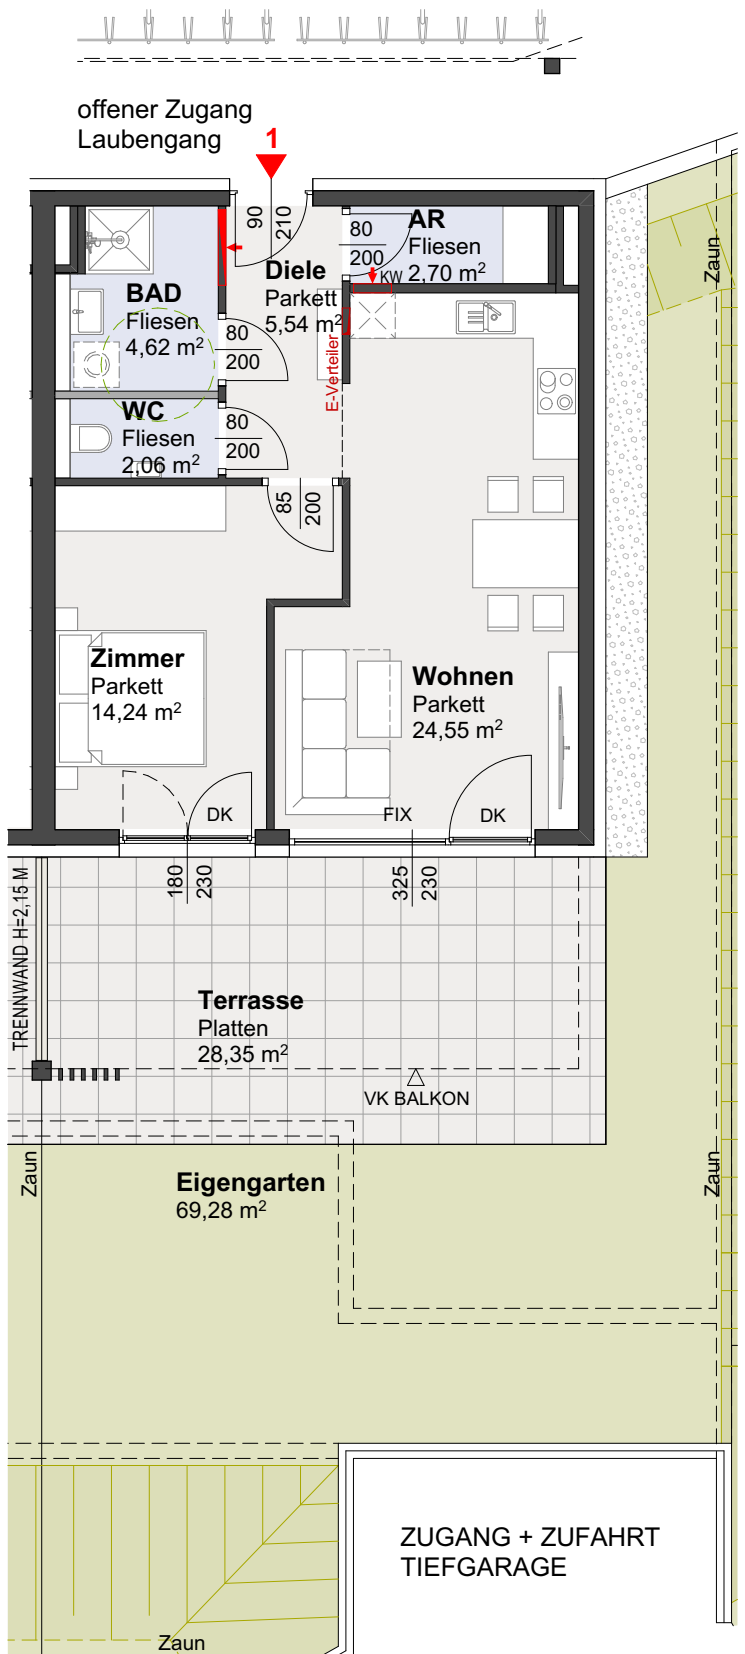 offener Zugang
Laubengang
1
90
210
AR
Fliesen
2,70 m²
80
200
KW
Diele
Parkett
5,54 m²
BAD
Fliesen
4,62 m²
80
200
E-Verteiler
WC
Fliesen
2,06 m²
80
200
85
200
Zimmer
Parkett
14,24 m²
Wohnen
Parkett
24,55 m²
DK
FIX
DK
180
230
325
230
TRENNWAND H=2,15 M
Terrasse
Platten
28,35 m²
VK BALKON
Zaun
Zaun
Zaun
Eigengarten
69,28 m²
ZUGANG + ZUFAHRT
TIEFGARAGE
Zaun